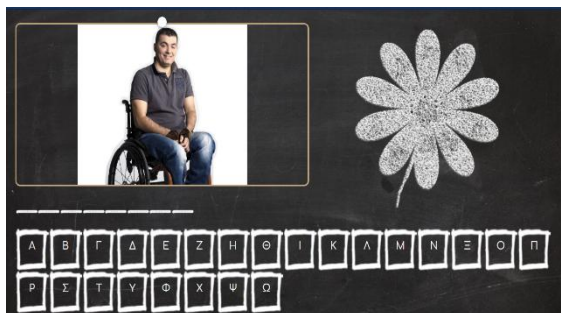 Α Β Γ Δ Ε Ζ Η Θ Ι Κ Λ Μ Ν Ξ Ο Π
Ρ Σ Τ Υ Φ Χ Ψ Ω